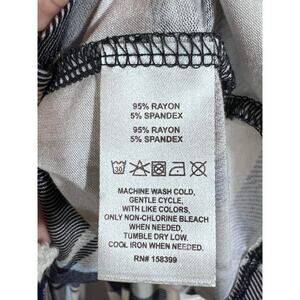 95% RAYON
5% SPANDEX
95% RAYON
5% SPANDEX
30
MACHINE WASH COLD,
GENTLE CYCLE,
WITH LIKE COLORS,
ONLY NON-CHLORINE BLEACH
WHEN NEEDED,
TUMBLE DRY LOW.
COOL IRON WHEN NEEDED.
RN# 158399